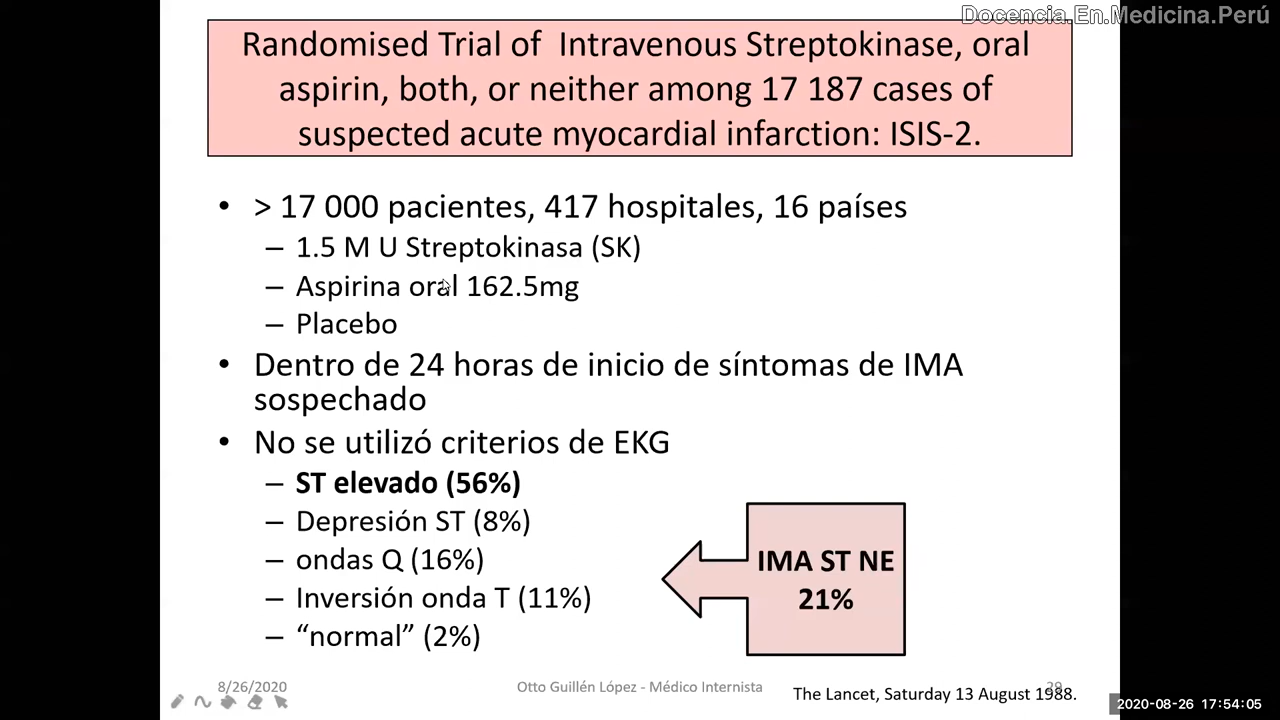 Docencia.En.Medicina.Perú
Randomised Trial of Intravenous Streptokinase, oral
aspirin, both, or neither among 17 187 cases of
suspected acute myocardial infarction: ISIS-2.
• > 17 000 pacientes, 417 hospitales, 16 países
– 1.5 M U Streptokinasa (SK)
– Aspirina oral 162.5mg
– Placebo
• Dentro de 24 horas de inicio de síntomas de IMA
sospechado
• No se utilizó criterios de EKG
– ST elevado (56%)
– Depresión ST (8%)
– ondas Q (16%)
– Inversión onda T (11%)
– “normal” (2%)
IMA ST NE
21%
8/26/2020
Otto Guillén López - Médico Internista
The Lancet, Saturday 13 August 1988.
2020-08-26 17:54:05